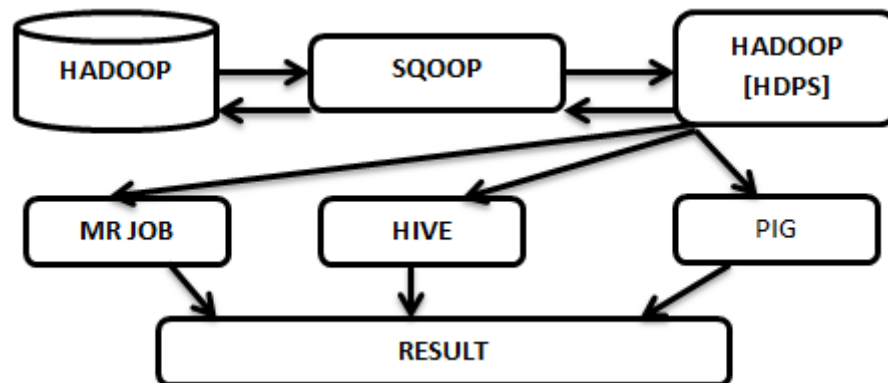 HADOOP
SQOOP
HADOOP
[HDPS]
MR JOB
HIVE
PIG
RESULT